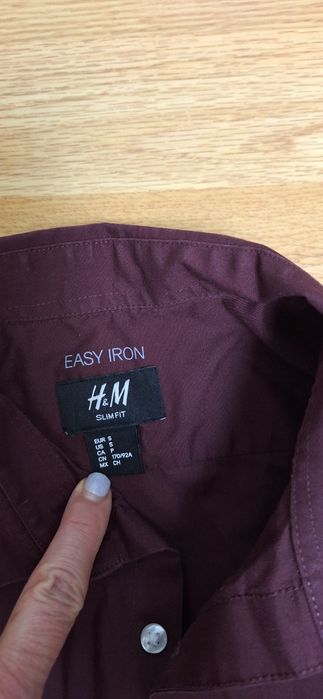 EASY IRON
H&M
SLIM FIT
EUR S
US S
CA P
CN 170/92A
MX CH